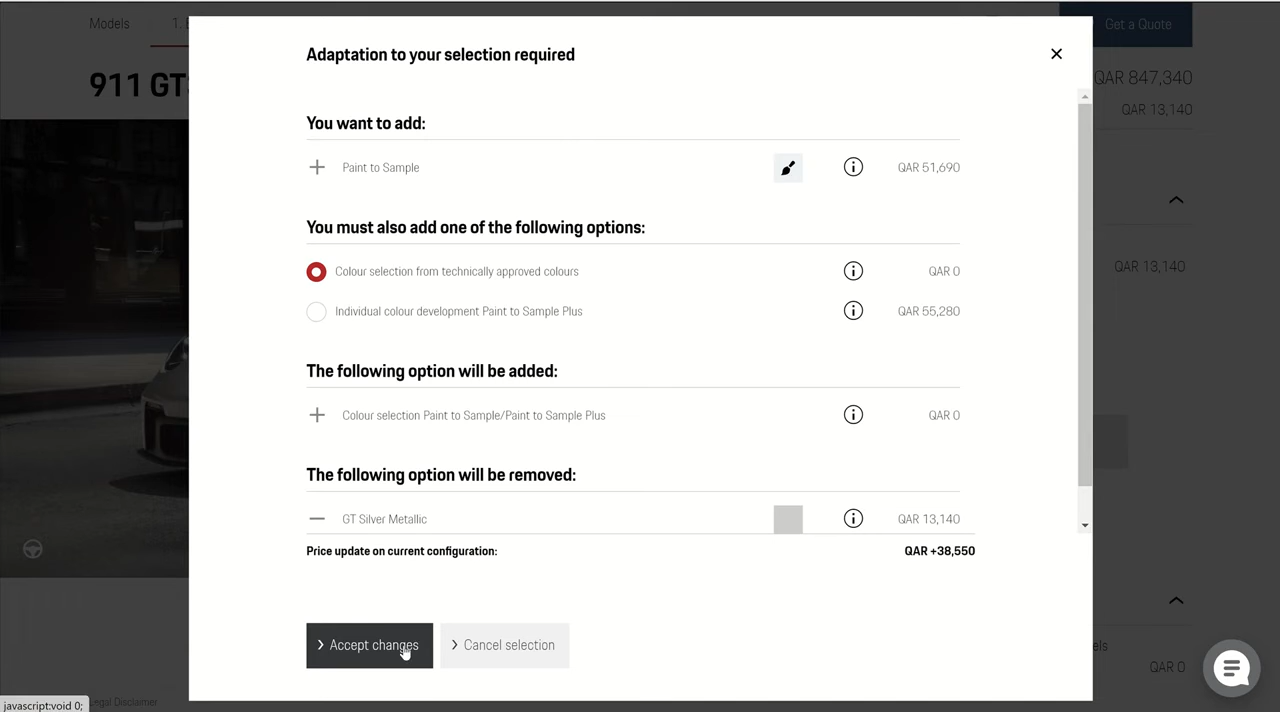 Models
1.
Get a Quote
911 GT
QAR 847,340
QAR 13,140
Adaptation to your selection required
You want to add:
Paint to Sample
QAR 51,690
You must also add one of the following options:
Colour selection from technically approved colours
QAR 0
Individual colour development Paint to Sample Plus
QAR 55,280
QAR 13,140
The following option will be added:
Colour selection Paint to Sample/Paint to Sample Plus
QAR 0
The following option will be removed:
GT Silver Metallic
QAR 13,140
Price update on current configuration:
QAR +38,550
Accept changes
Cancel selection
els
QAR 0
javascript:void 0;
Legal Disclaimer